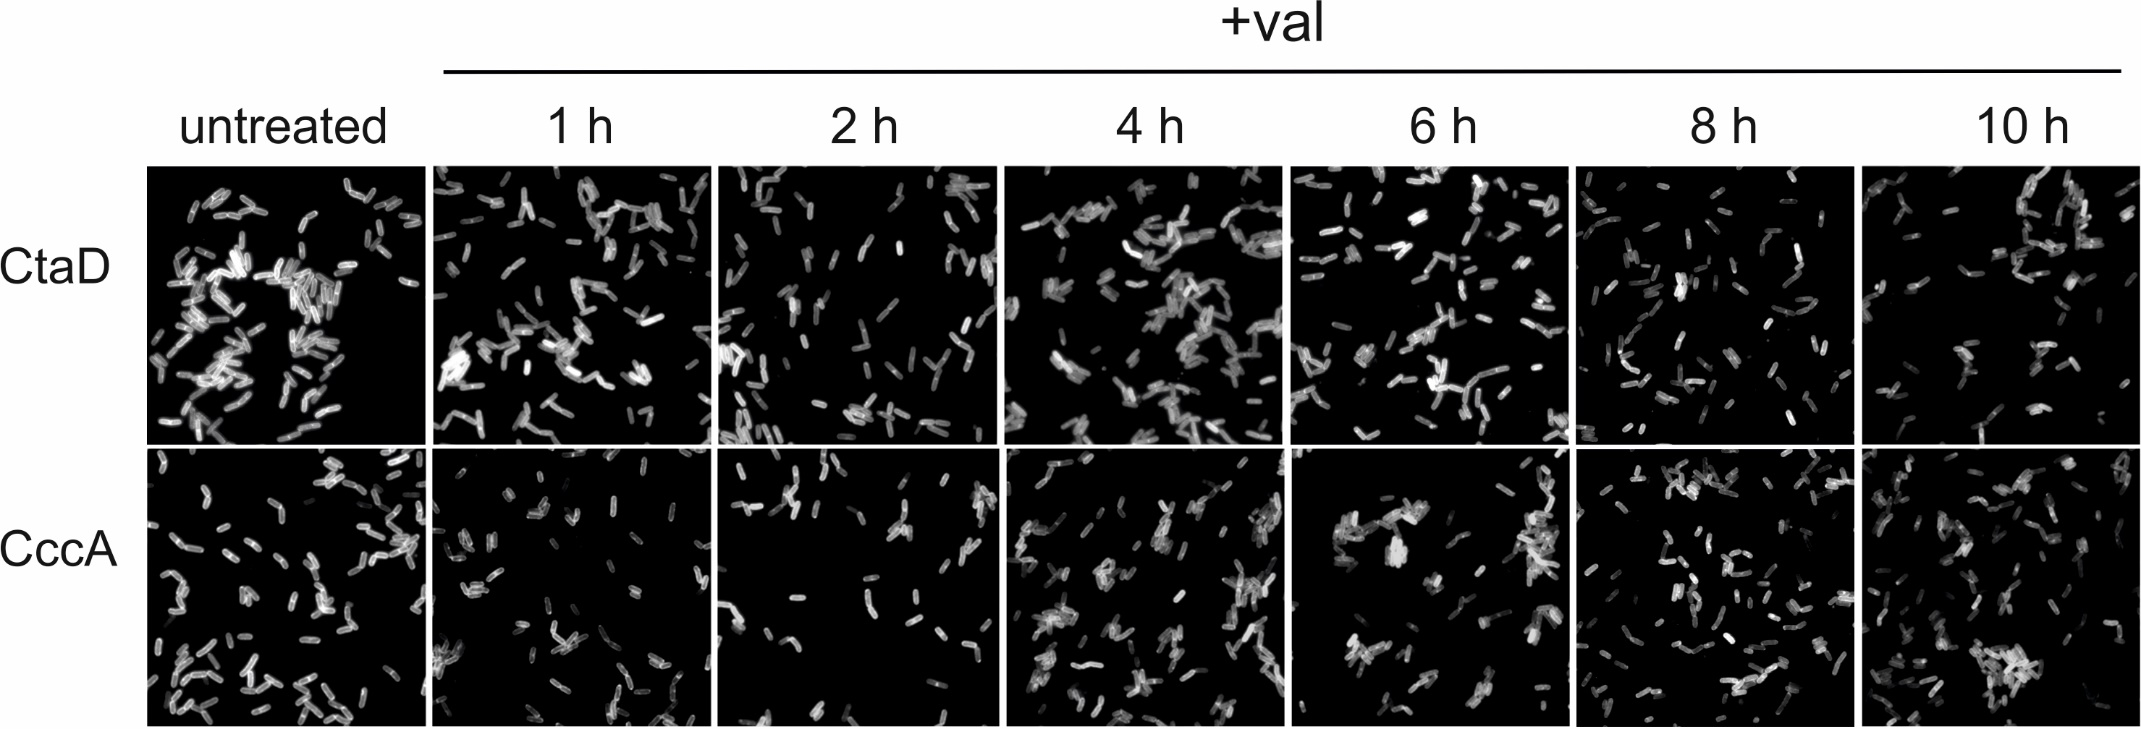 +val
untreated 1 h 2 h 4 h 6 h 8 h 10 h
CtaD
CccA